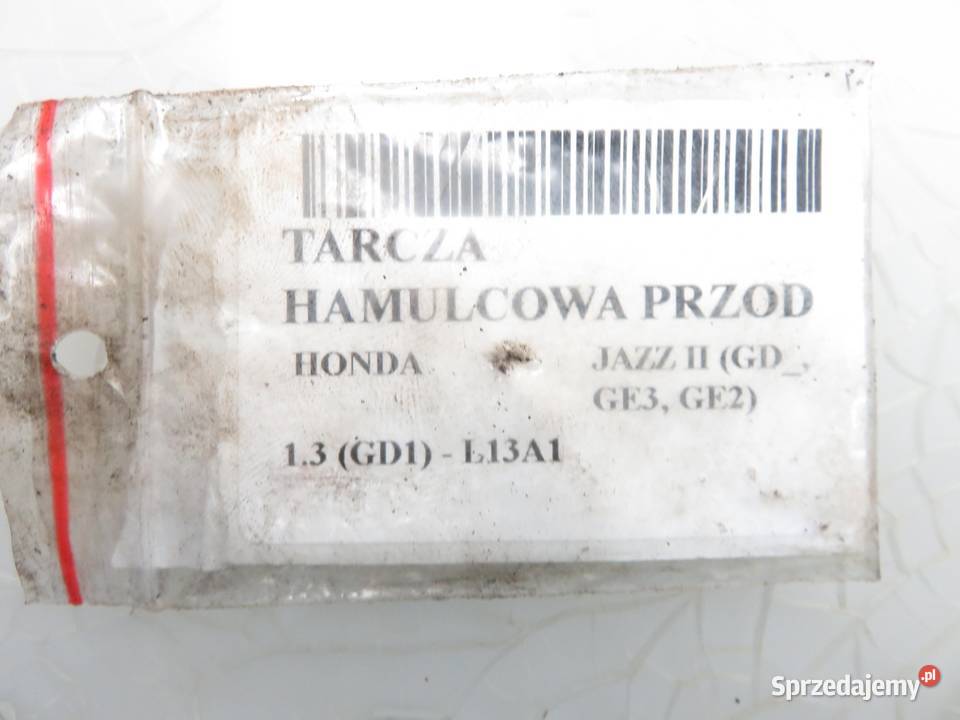 TARCZA
HAMULCOWA PRZOD
HONDA JAZZ II (GD_,
GE3, GE2)
1.3 (GD1) - L13A1
Sprzedajemy.pl